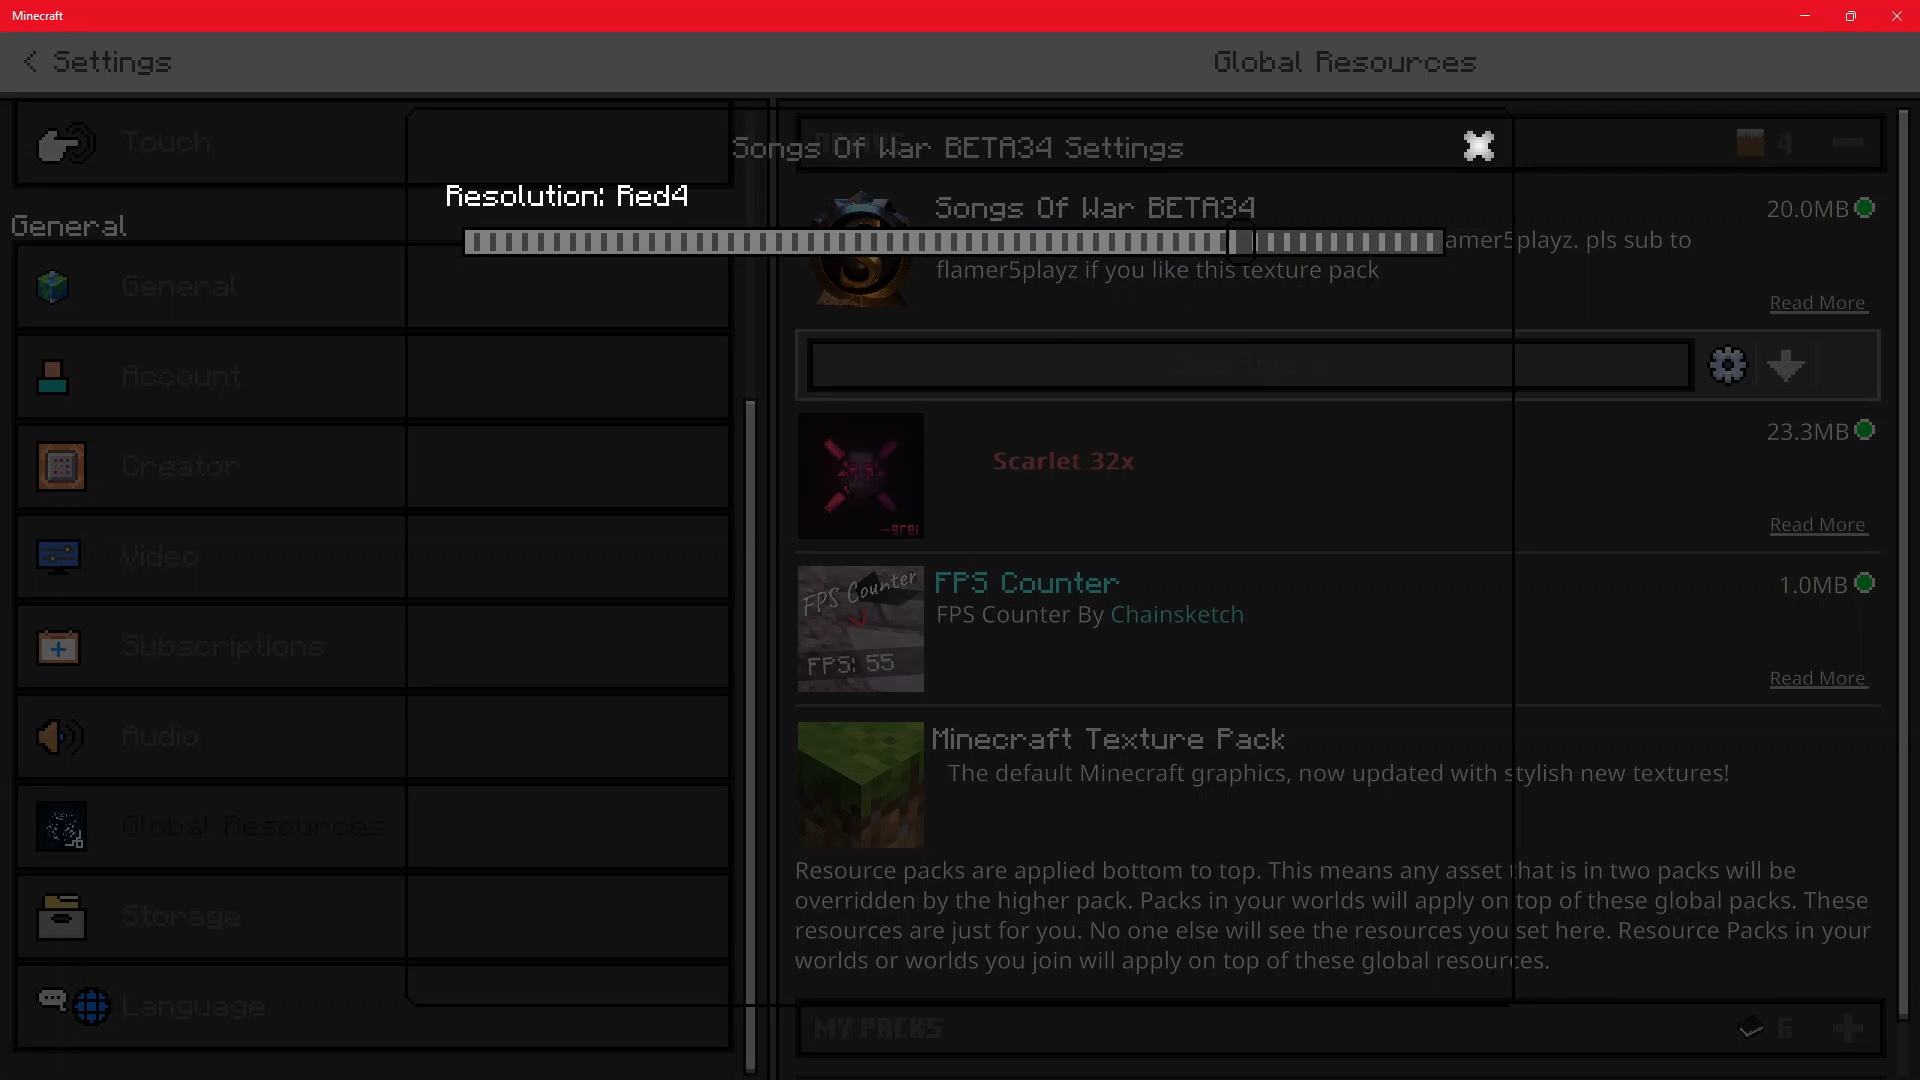 Minecraft
Settings
Global Resources
Touch
Songs Of War BETA34 Settings
4
Resolution: Red4
General
Songs Of War BETA34
20.0MB
amer5playz. pls sub to
flamer5playz if you like this texture pack
Read More
General
Account
Scarlet 32x
23.3MB
-grei
Read More
Creator
Video
FPS Counter
FPS: 55
FPS Counter
1.0MB
FPS Counter By Chainsketch
Read More
Subscriptions
Audio
Minecraft Texture Pack
The default Minecraft graphics, now updated with stylish new textures!
Global Resources
Resource packs are applied bottom to top. This means any asset that is in two packs will be
overridden by the higher pack. Packs in your worlds will apply on top of these global packs. These
resources are just for you. No one else will see the resources you set here. Resource Packs in your
worlds or worlds you join will apply on top of these global resources.
Storage
Language
MY PACKS
6